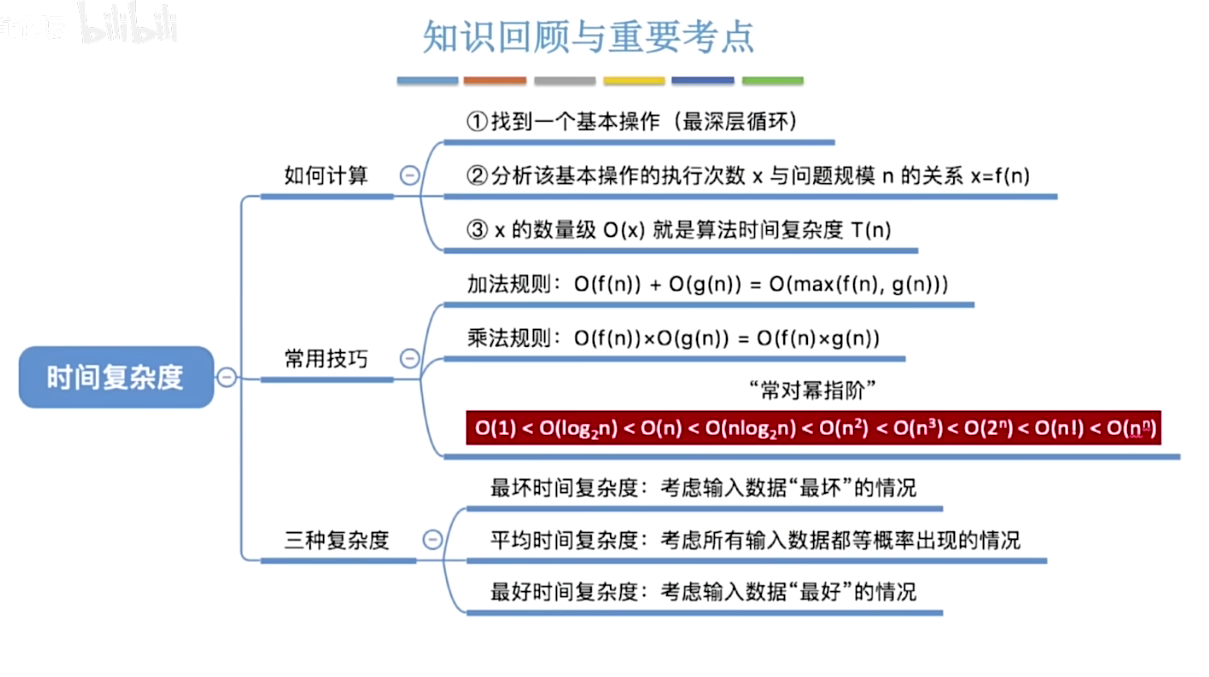 bilibili
知识回顾与重要考点
时间复杂度
如何计算
①找到一个基本操作（最深层循环）
②分析该基本操作的执行次数 x 与问题规模 n 的关系 x=f(n)
③ x 的数量级 O(x) 就是算法时间复杂度 T(n)
常用技巧
加法规则：O(f(n)) + O(g(n)) = O(max(f(n), g(n)))
乘法规则：O(f(n))×O(g(n)) = O(f(n)×g(n))
“常对幂指阶”
O(1) < O(log₂n) < O(n) < O(nlog₂n) < O(n²) < O(n³) < O(2ⁿ) < O(n!) < O(nⁿ)
三种复杂度
最坏时间复杂度：考虑输入数据“最坏”的情况
平均时间复杂度：考虑所有输入数据都等概率出现的情况
最好时间复杂度：考虑输入数据“最好”的情况